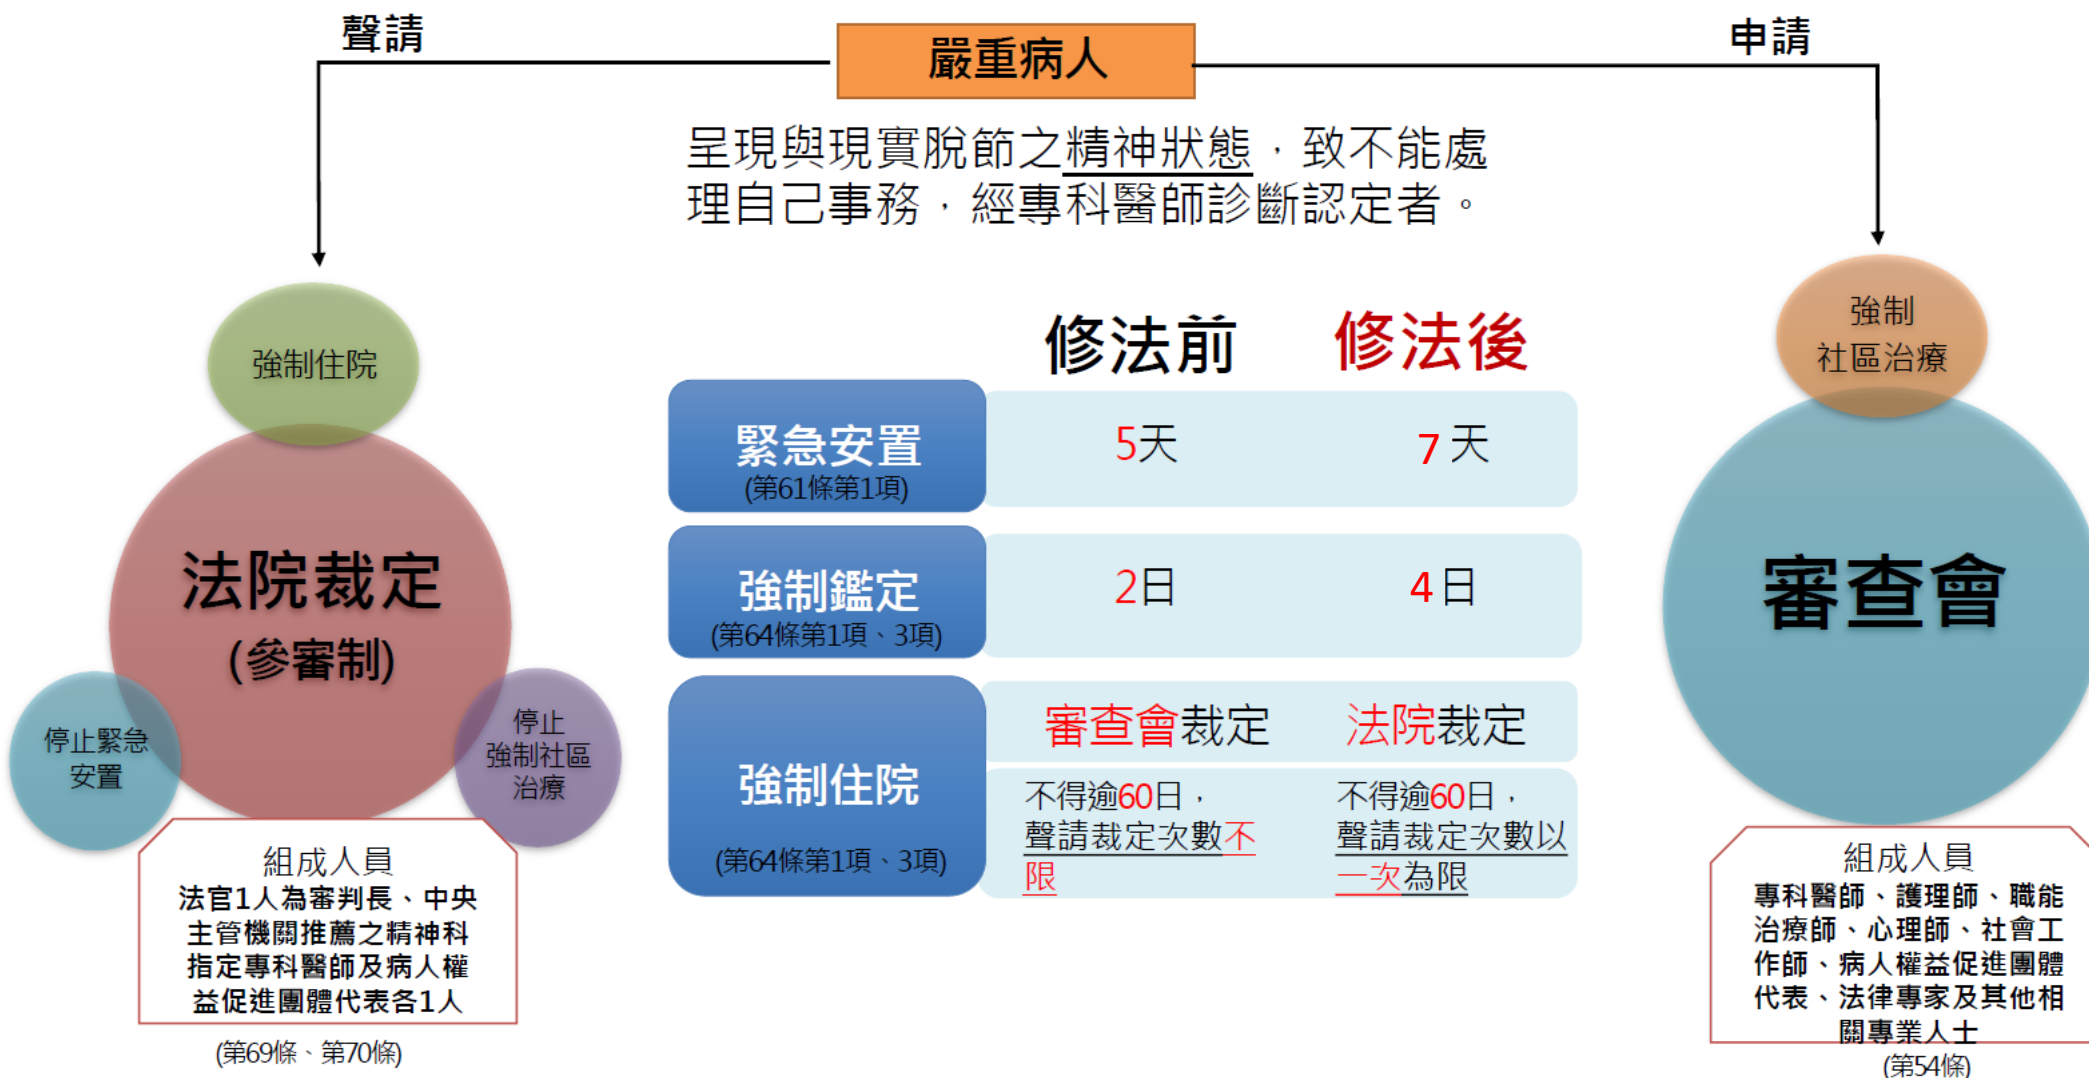 聲請
嚴重病人
申請
呈現與現實脫節之精神狀態，致不能處
理自己事務，經專科醫師診斷認定者。
強制住院
法院裁定
(參審制)
停止緊急
安置
停止
強制社區
治療
組成人員
法官1人為審判長、中央
主管機關推薦之精神科
指定專科醫師及病人權
益促進團體代表各1人
(第69條、第70條)
修法前
修法後
緊急安置
(第61條第1項)
5天
7天
強制鑑定
(第64條第1項、3項)
2日
4日
強制住院
(第64條第1項、3項)
審查會裁定
法院裁定
不得逾60日，
聲請裁定次數不
限
不得逾60日，
聲請裁定次數以
一次為限
強制
社區治療
審查會
組成人員
專科醫師、護理師、職能
治療師、心理師、社會工
作師、病人權益促進團體
代表、法律專家及其他相
關專業人士
(第54條)